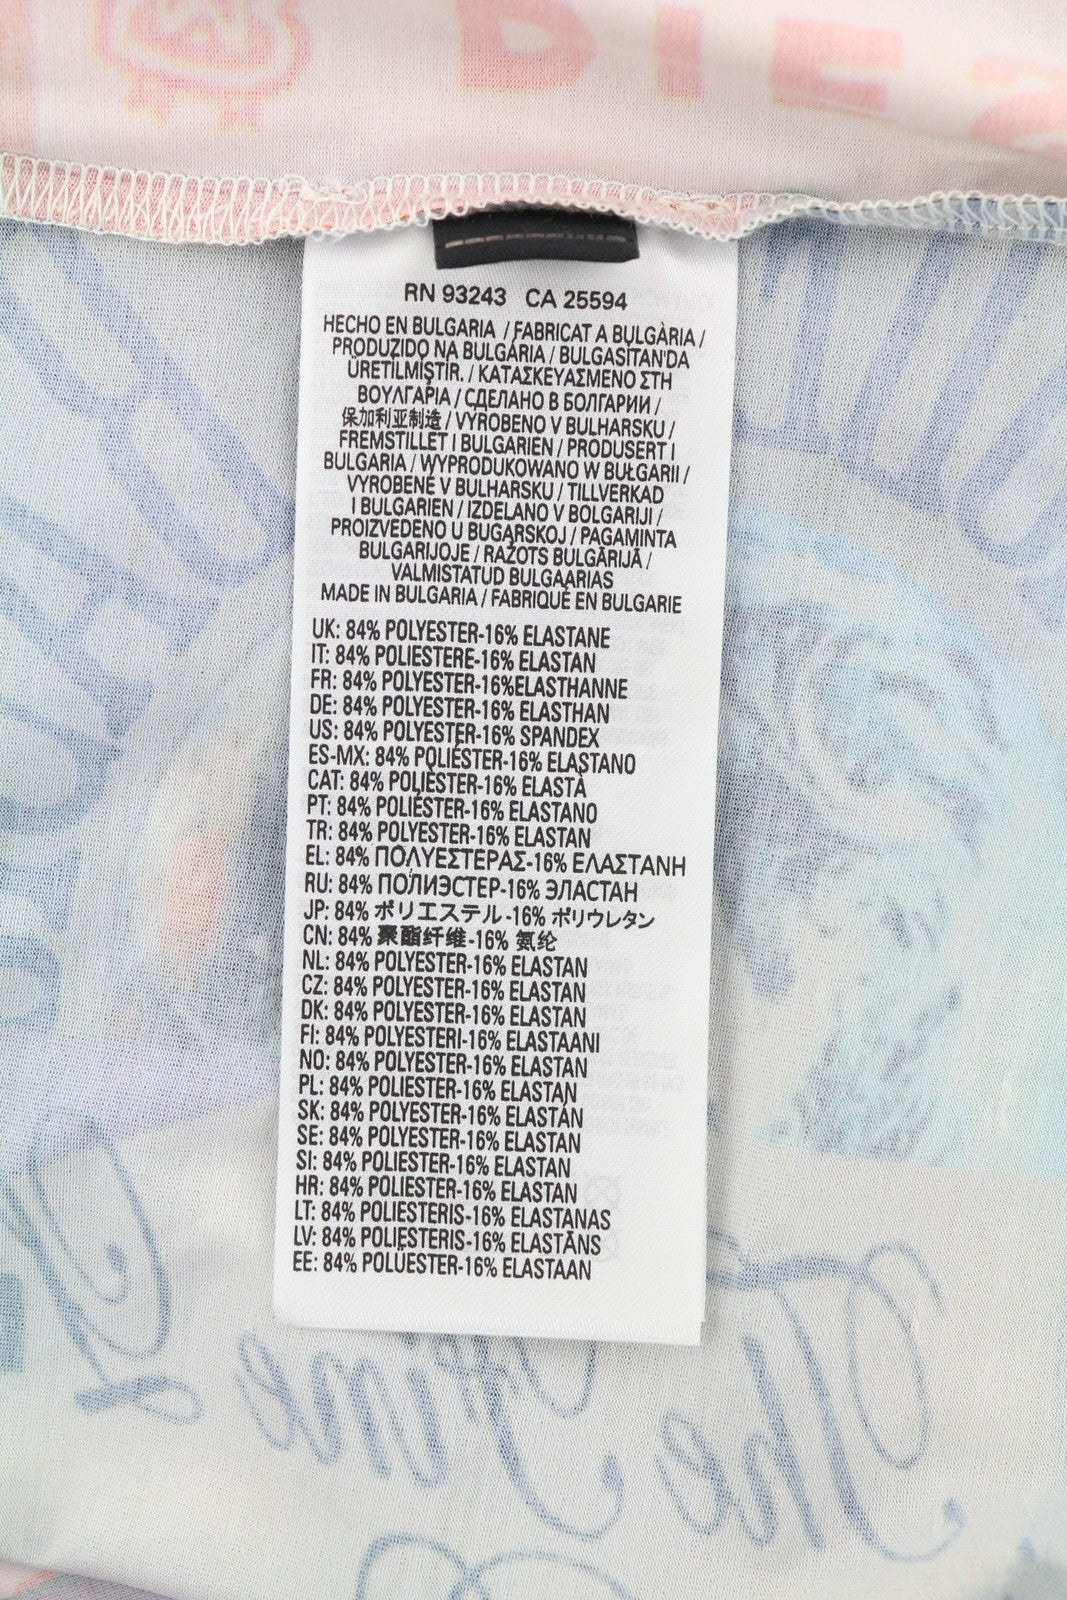 DIES
RN 93243 CA 25594
HECHO EN BULGARIA / FABRICAT A BULGÀRIA /
PRODUZIDO NA BULGÁRIA / BULGASİTAN'DA
ÜRETİLMİŞTİR. / ΚΑΤΑΣΚΕΥΑΣΜΕΝΟ ΣΤΗ
ΒΟΥΛΓΑΡΙΑ / СДЕЛАНО В БОЛГАРИИ /
保加利亚制造 / VYROBENO V BULHARSKU /
FREMSTILLET I BULGARIEN / PRODUSERT I
BULGARIA / WYPRODUKOWANO W BUŁGARII /
VYROBENÉ V BULHARSKU / TILLVERKAD
I BULGARIEN / IZDELANO V BOLGARIJI /
PROIZVEDENO U BUGARSKOJ / PAGAMINTA
BULGARIJOJE / RAŽOTS BULGĀRIJĀ /
VALMISTATUD BULGAARIAS
MADE IN BULGARIA / FABRIQUÉ EN BULGARIE
UK: 84% POLYESTER-16% ELASTANE
IT: 84% POLIESTERE-16% ELASTAN
FR: 84% POLYESTER-16%ELASTHANNE
DE: 84% POLYESTER-16% ELASTHAN
US: 84% POLYESTER-16% SPANDEX
ES-MX: 84% POLIÉSTER-16% ELASTANO
CAT: 84% POLIÈSTER-16% ELASTÀ
PT: 84% POLIÉSTER-16% ELASTANO
TR: 84% POLYESTER-16% ELASTAN
EL: 84% ΠΟΛΥΕΣΤΕΡΑΣ-16% ΕΛΑΣΤΑΝΗ
RU: 84% ПОЛИЭСТЕР-16% ЭЛАСТАН
JP: 84% ポリエステル-16% ポリウレタン
CN: 84% 聚酯纤维-16% 氨纶
NL: 84% POLYESTER-16% ELASTAN
CZ: 84% POLYESTER-16% ELASTAN
DK: 84% POLYESTER-16% ELASTAN
FI: 84% POLYESTERI-16% ELASTAANI
NO: 84% POLYESTER-16% ELASTAN
PL: 84% POLIESTER-16% ELASTAN
SK: 84% POLYESTER-16% ELASTAN
SE: 84% POLYESTER-16% ELASTAN
SI: 84% POLIESTER-16% ELASTAN
HR: 84% POLIESTER-16% ELASTAN
LT: 84% POLIESTERIS-16% ELASTANAS
LV: 84% POLIESTERIS-16% ELASTĀNS
EE: 84% POLÜESTER-16% ELASTAAN
The Time